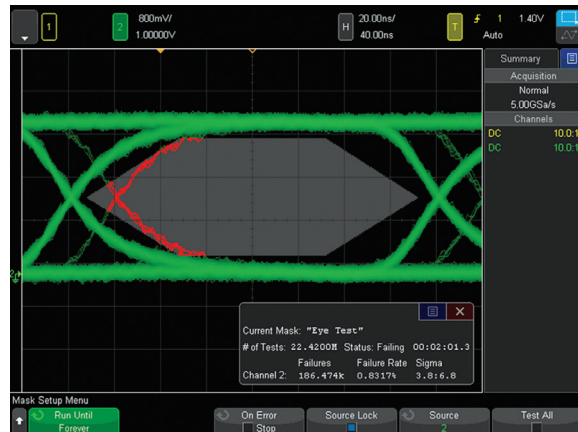 1
2
800mV/
1.00000V
H
20.00ns/
40.00ns
T
1
1.40V
Auto
Summary
Acquisition
Normal
5.00GSa/s
Channels
DC 10.0:1
DC 10.0:1
2
Current Mask: "Eye Test"
# of Tests: 22.4200M Status: Failing 00:02:01.3
Failures Failure Rate Sigma
Channel 2: 186.474k 0.8317% 3.8:6.8
Mask Setup Menu
Run Until
Forever
On Error
Stop
Source Lock
Source
2
Test All